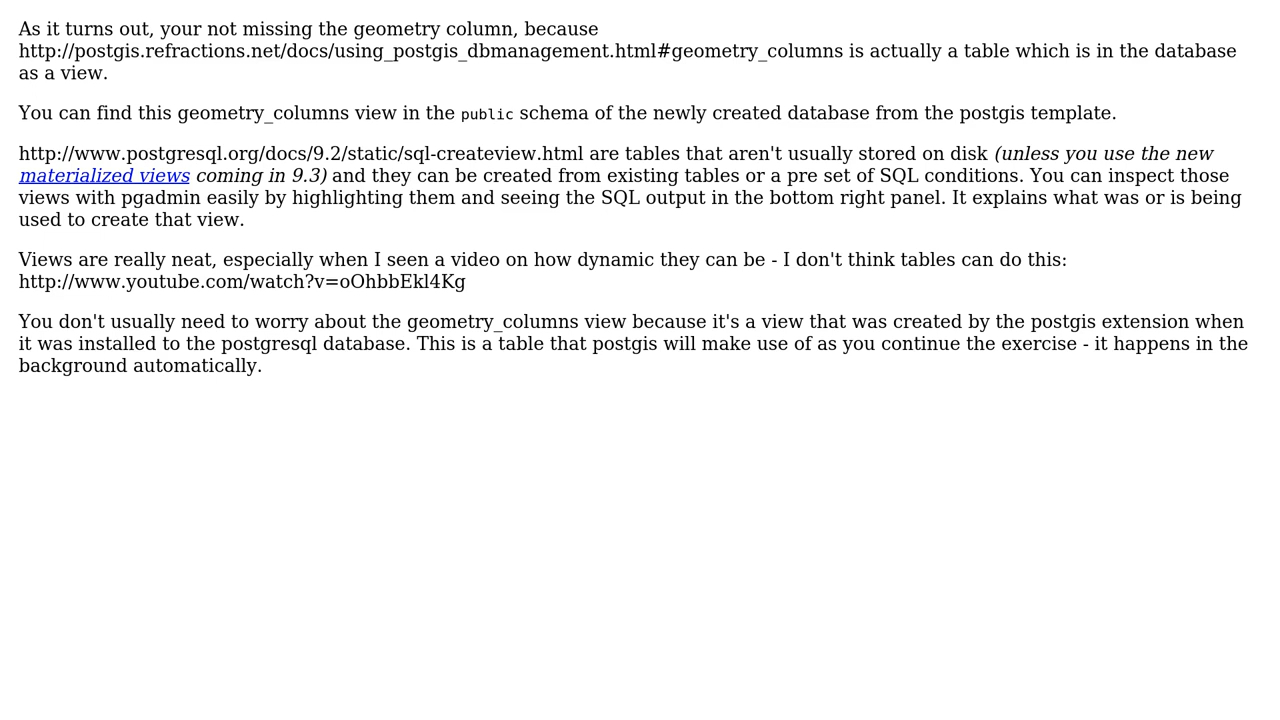 As it turns out, your not missing the geometry column, because
http://postgis.refractions.net/docs/using_postgis_dbmanagement.html#geometry_columns is actually a table which is in the database
as a view.
You can find this geometry_columns view in the public schema of the newly created database from the postgis template.
http://www.postgresql.org/docs/9.2/static/sql-createview.html are tables that aren't usually stored on disk (unless you use the new
materialized views coming in 9.3) and they can be created from existing tables or a pre set of SQL conditions. You can inspect those
views with pgadmin easily by highlighting them and seeing the SQL output in the bottom right panel. It explains what was or is being
used to create that view.
Views are really neat, especially when I seen a video on how dynamic they can be - I don't think tables can do this:
http://www.youtube.com/watch?v=oOhbbEkl4Kg
You don't usually need to worry about the geometry_columns view because it's a view that was created by the postgis extension when
it was installed to the postgresql database. This is a table that postgis will make use of as you continue the exercise - it happens in the
background automatically.